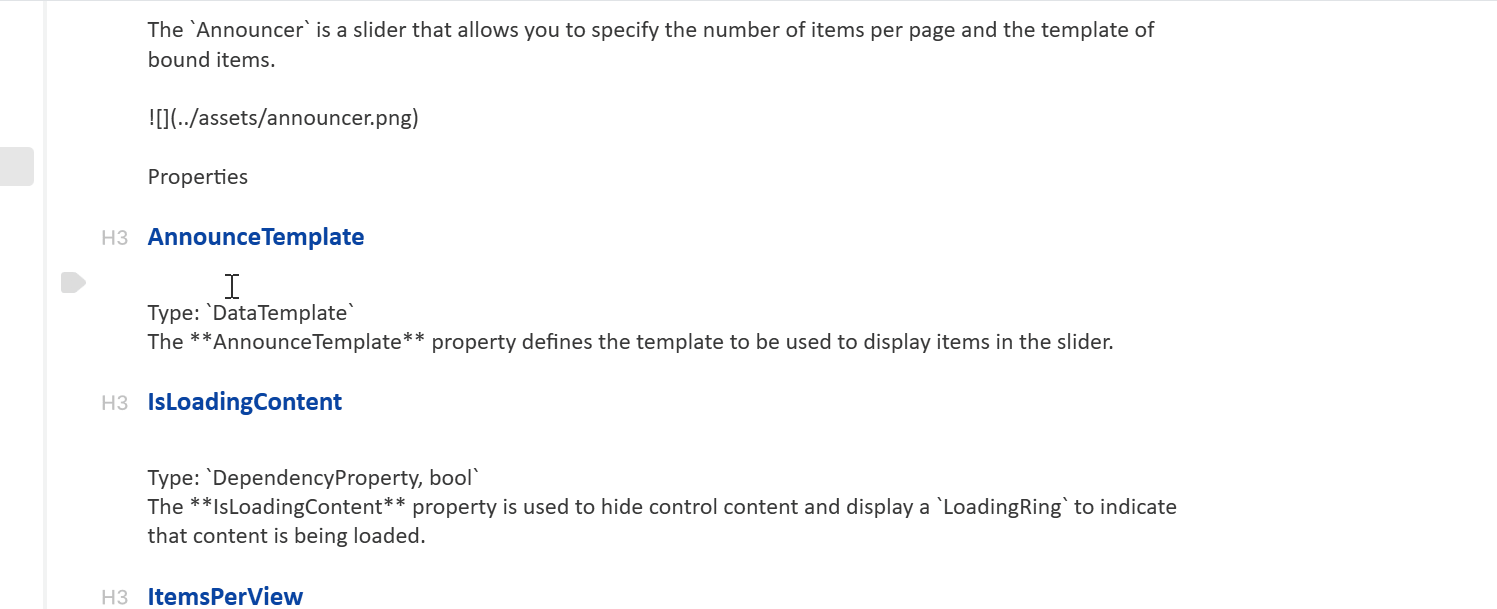 The `Announcer` is a slider that allows you to specify the number of items per page and the template of
bound items.
![](../assets/announcer.png)
Properties
H3 AnnounceTemplate
Type: `DataTemplate`
The **AnnounceTemplate** property defines the template to be used to display items in the slider.
H3 IsLoadingContent
Type: `DependencyProperty, bool`
The **IsLoadingContent** property is used to hide control content and display a `LoadingRing` to indicate
that content is being loaded.
H3 ItemsPerView